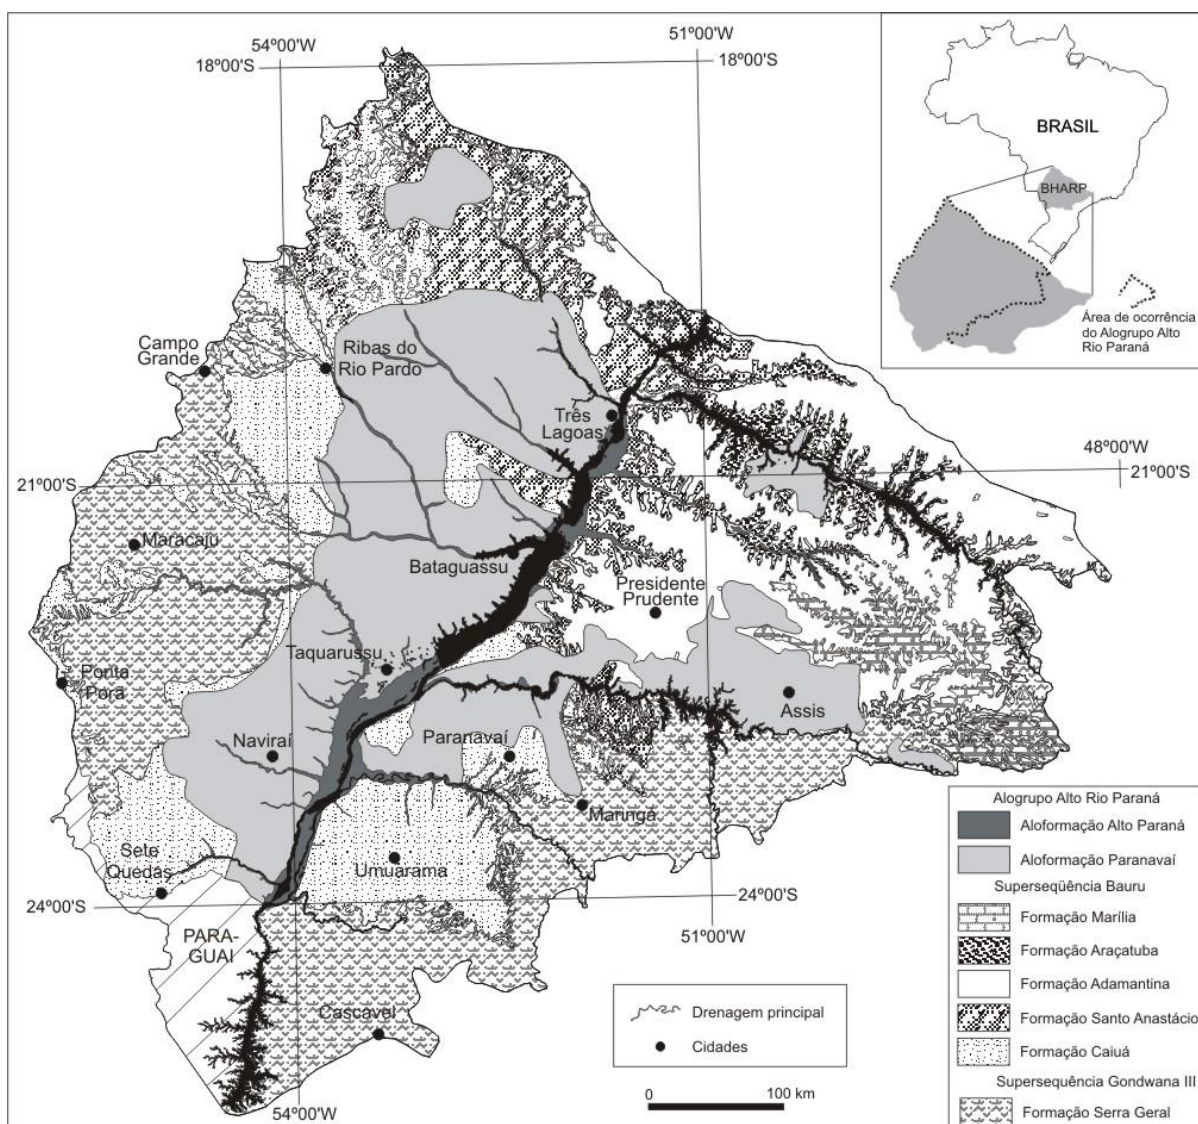 54º00'W
51º00'W
18º00'S
18º00'S
BRASIL
BHARP
Área de ocorrência
do Alogrupo Alto
Rio Paraná
Campo
Grande
Ribas do
Rio Pardo
Três
Lagoas
48º00'W
21º00'S
21º00'S
Maracaju
Bataguassu
Presidente
Prudente
Taquarussu
Ponta
Porã
Assis
Naviraí
Paranavaí
Maringá
Sete
Quedas
Umuarama
24º00'S
24º00'S
51º00'W
PARA-
GUAI
Cascavel
54º00'W
Drenagem principal
Cidades
0
100 km
Alogrupo Alto Rio Paraná
Aloformação Alto Paraná
Aloformação Paranavaí
Superseqüência Bauru
Formação Marília
Formação Araçatuba
Formação Adamantina
Formação Santo Anastácio
Formação Caiuá
Supersequência Gondwana III
Formação Serra Geral